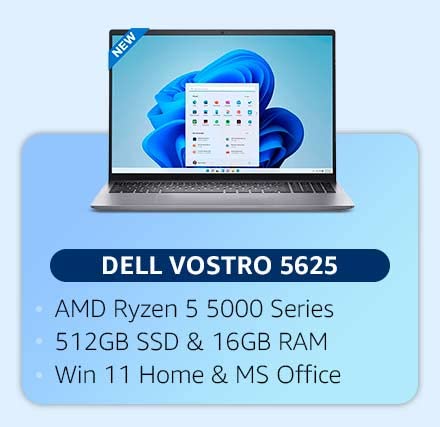 NEW
DELL VOSTRO 5625
AMD Ryzen 5 5000 Series
512GB SSD & 16GB RAM
Win 11 Home & MS Office